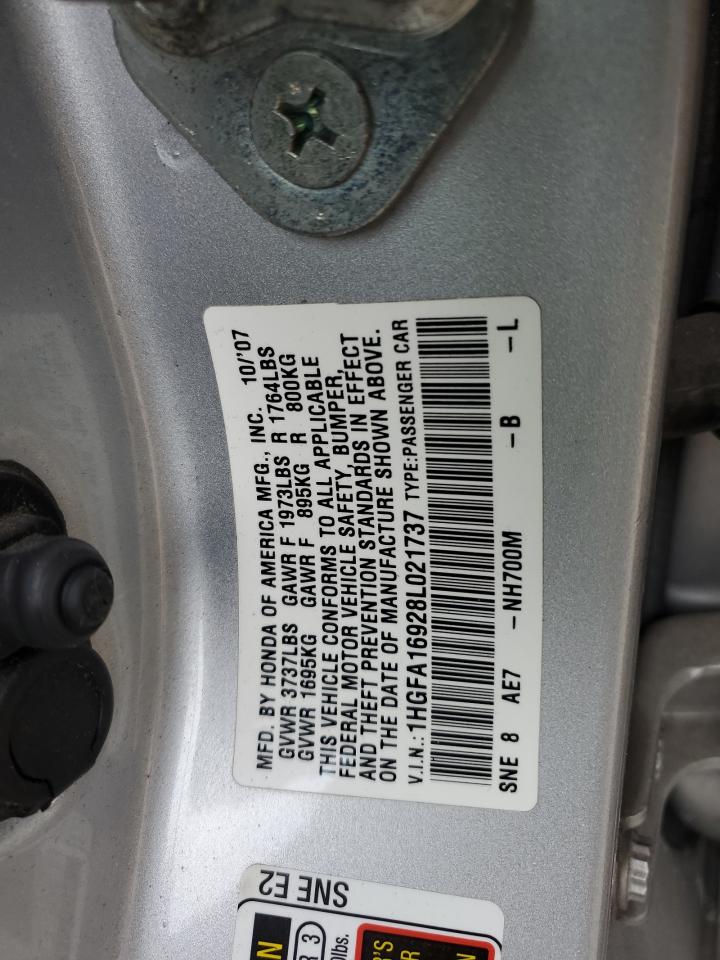 MFD. BY HONDA OF AMERICA MFG., INC. 10/'07
GVWR 3737LBS GAWR F 1973LBS R 1764LBS
GVWR 1695KG GAWR F 895KG R 800KG
THIS VEHICLE CONFORMS TO ALL APPLICABLE
FEDERAL MOTOR VEHICLE SAFETY, BUMPER,
AND THEFT PREVENTION STANDARDS IN EFFECT
ON THE DATE OF MANUFACTURE SHOWN ABOVE.
V.I.N.: 1HGFA16928L021737 TYPE:PASSENGER CAR
SNE 8 AE7 -NH700M -B -L
SNE E2
N
R 3
0lbs.
R'S
R
N